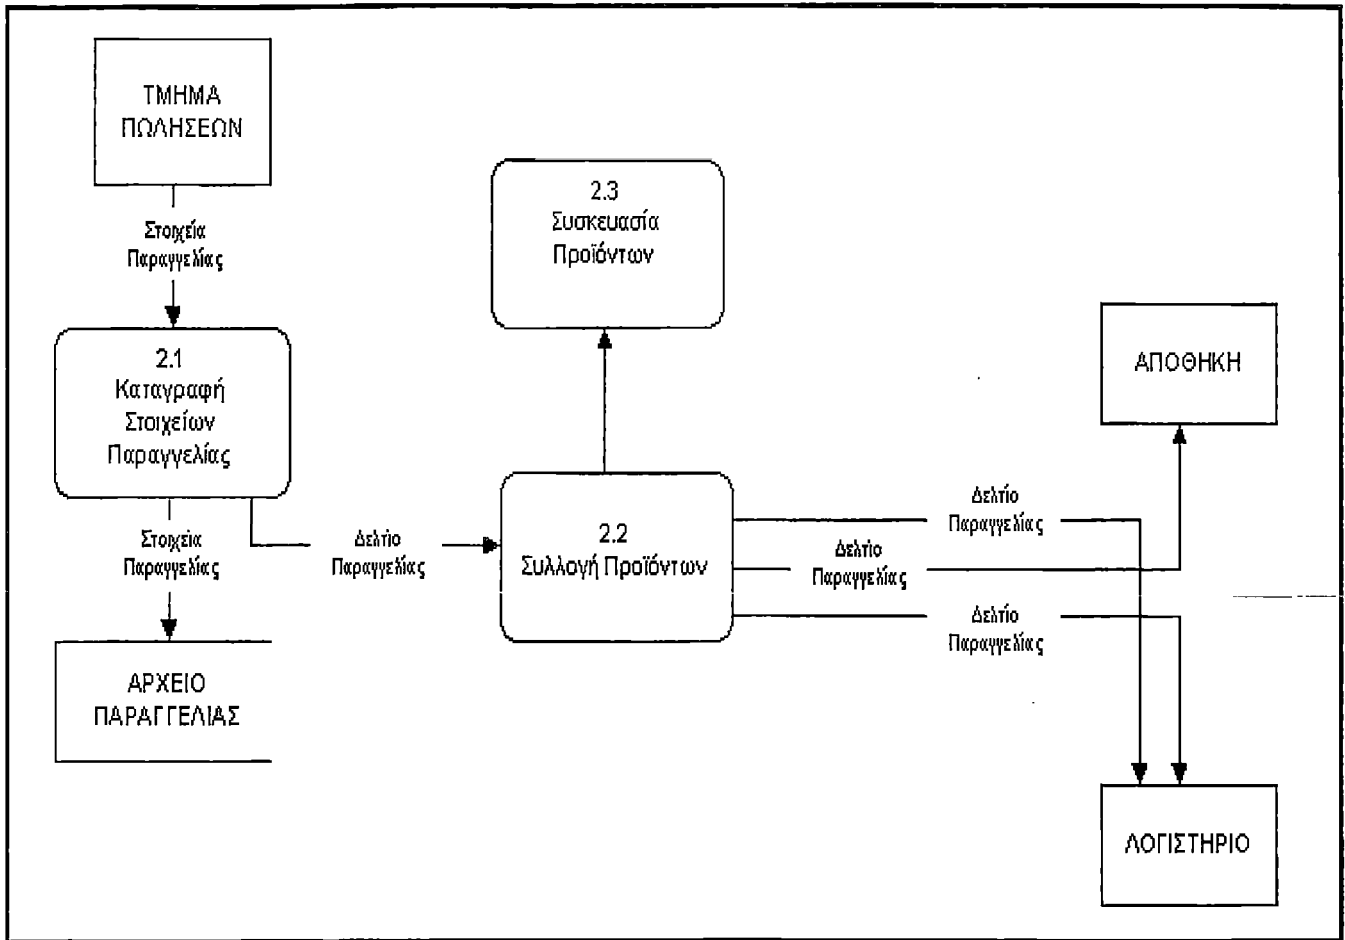 ΤΜΗΜΑ
ΠΩΛΗΣΕΩΝ
Στοιχεία
Παραγγελίας
2.1
Καταγραφή
Στοιχείων
Παραγγελίας
Στοιχεία
Παραγγελίας
ΑΡΧΕΙΟ
ΠΑΡΑΓΓΕΛΙΑΣ
Δελτίο
Παραγγελίας
2.3
Συσκευασία
Προϊόντων
2.2
Συλλογή Προϊόντων
Δελτίο
Παραγγελίας
Δελτίο
Παραγγελίας
Δελτίο
Παραγγελίας
ΑΠΟΘΗΚΗ
ΛΟΓΙΣΤΗΡΙΟ